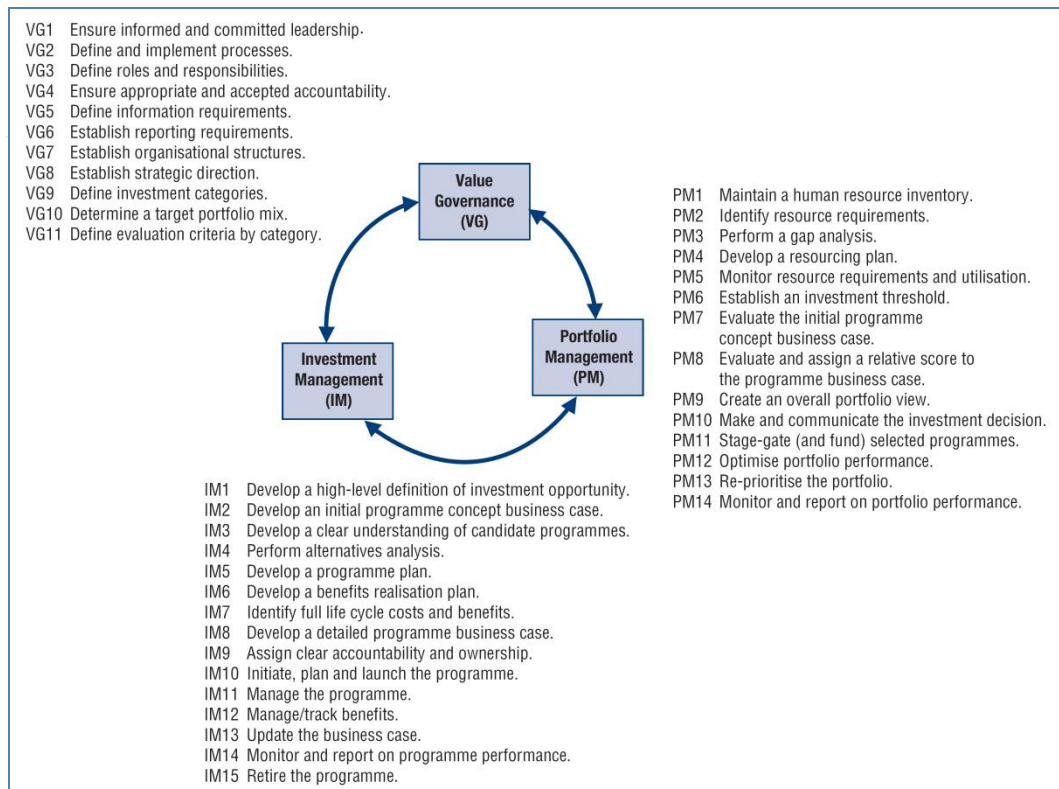 VG1 Ensure informed and committed leadership.
VG2 Define and implement processes.
VG3 Define roles and responsibilities.
VG4 Ensure appropriate and accepted accountability.
VG5 Define information requirements.
VG6 Establish reporting requirements.
VG7 Establish organisational structures.
VG8 Establish strategic direction.
VG9 Define investment categories.
VG10 Determine a target portfolio mix.
VG11 Define evaluation criteria by category.
Value
Governance
(VG)
Investment
Management
(IM)
Portfolio
Management
(PM)
PM1 Maintain a human resource inventory.
PM2 Identify resource requirements.
PM3 Perform a gap analysis.
PM4 Develop a resourcing plan.
PM5 Monitor resource requirements and utilisation.
PM6 Establish an investment threshold.
PM7 Evaluate the initial programme
concept business case.
PM8 Evaluate and assign a relative score to
the programme business case.
PM9 Create an overall portfolio view.
PM10 Make and communicate the investment decision.
PM11 Stage-gate (and fund) selected programmes.
PM12 Optimise portfolio performance.
PM13 Re-prioritise the portfolio.
PM14 Monitor and report on portfolio performance.
IM1 Develop a high-level definition of investment opportunity.
IM2 Develop an initial programme concept business case.
IM3 Develop a clear understanding of candidate programmes.
IM4 Perform alternatives analysis.
IM5 Develop a programme plan.
IM6 Develop a benefits realisation plan.
IM7 Identify full life cycle costs and benefits.
IM8 Develop a detailed programme business case.
IM9 Assign clear accountability and ownership.
IM10 Initiate, plan and launch the programme.
IM11 Manage the programme.
IM12 Manage/track benefits.
IM13 Update the business case.
IM14 Monitor and report on programme performance.
IM15 Retire the programme.